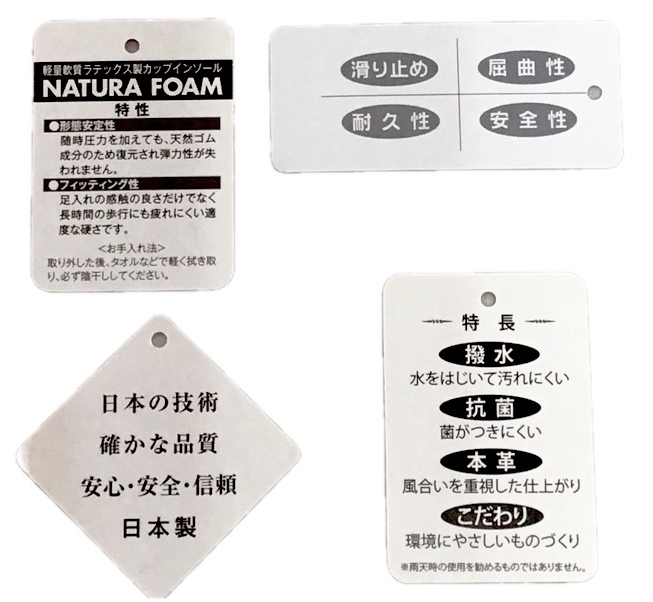 軽量軟質ラテックス製カップインソール
NATURA FOAM
特性
●形態安定性
随時圧力を加えても、天然ゴム
成分のため復元され弾力性が失
われません。
●フィッティング性
足入れの感触の良さだけでなく
長時間の歩行にも疲れにくい適
度な硬さです。
<お手入れ法>
取り外した後、タオルなどで軽く拭き取
り、必ず陰干ししてください。
滑り止め 屈曲性
耐久性 安全性
日本の技術
確かな品質
安心・安全・信頼
日本製
特長
撥水
水をはじいて汚れにくい
抗菌
菌がつきにくい
本革
風合いを重視した仕上がり
こだわり
環境にやさしいものづくり
※雨天時の使用を勧めるものではありません。